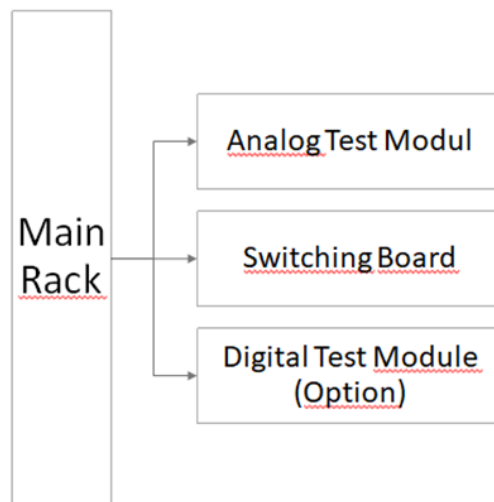 Main
Rack
Analog Test Modul
Switching Board
Digital Test Module
(Option)